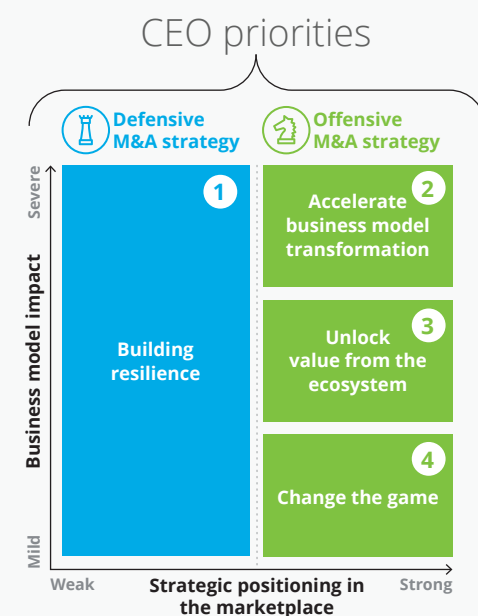 CEO priorities
Defensive
M&A strategy
Offensive
M&A strategy
Severe
Business model impact
Mild
1
Building
resilience
2
Accelerate
business model
transformation
3
Unlock
value from the
ecosystem
4
Change the game
Weak
Strategic positioning in
the marketplace
Strong